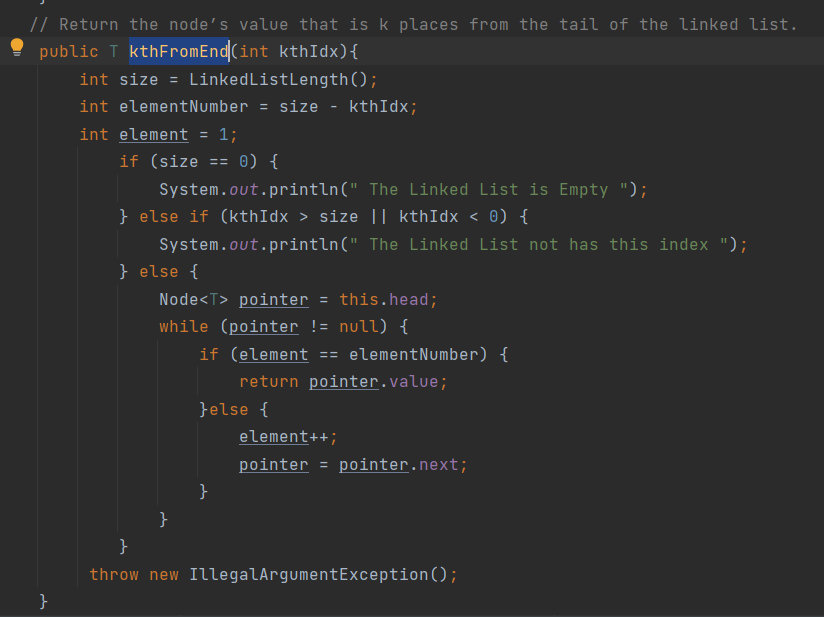 // Return the node’s value that is k places from the tail of the linked list.
public T kthFromEnd(int kthIdx){
int size = LinkedListLength();
int elementNumber = size - kthIdx;
int element = 1;
if (size == 0) {
System.out.println(" The Linked List is Empty ");
} else if (kthIdx > size || kthIdx < 0) {
System.out.println(" The Linked List not has this index ");
} else {
Node<T> pointer = this.head;
while (pointer != null) {
if (element == elementNumber) {
return pointer.value;
}else {
element++;
pointer = pointer.next;
}
}
}
throw new IllegalArgumentException();
}